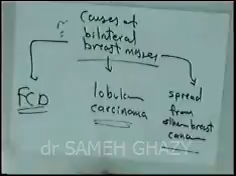 Causes of
bilateral
breast masses
FCD
lobular
carcinoma
spread
from
other breast
cancer
dr SAMEH GHAZY